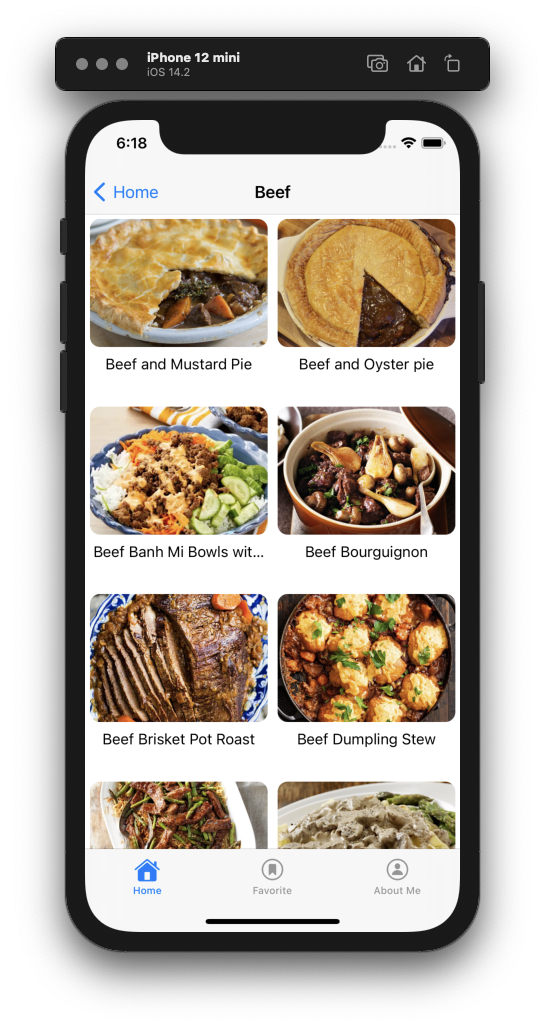 iPhone 12 mini
iOS 14.2
6:18
Home
Beef
Beef and Mustard Pie
Beef and Oyster pie
Beef Banh Mi Bowls wit...
Beef Bourguignon
Beef Brisket Pot Roast
Beef Dumpling Stew
Home
Favorite
About Me